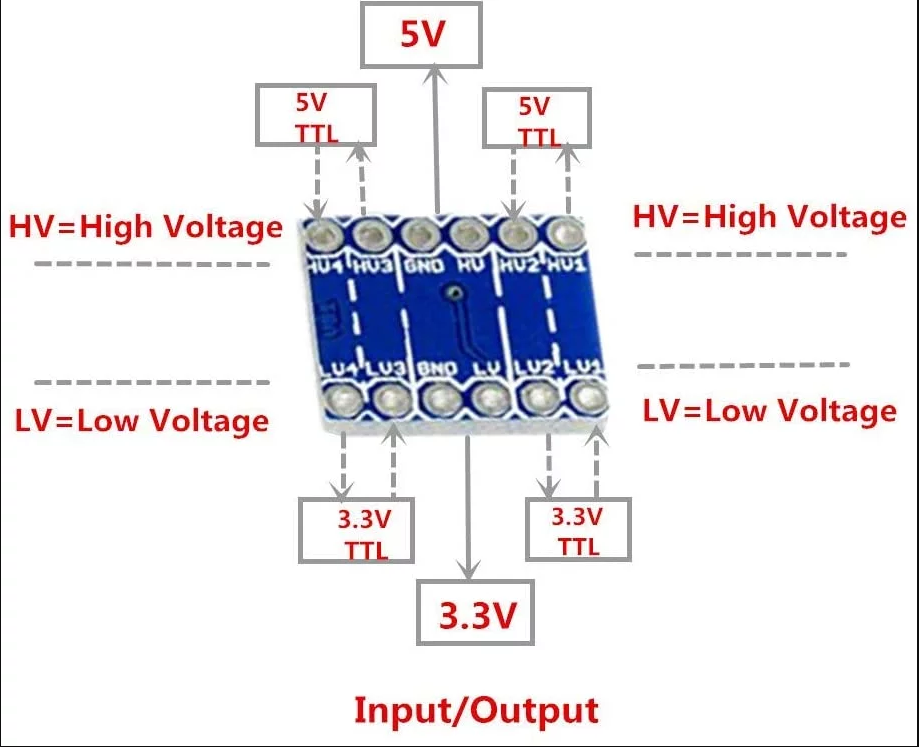 5V
5V
TTL
5V
TTL
HV=High Voltage
HV=High Voltage
HV4 HV3 GND HV HV2 HV1
LV4 LV3 GND LV LV2 LV1
LV=Low Voltage
LV=Low Voltage
3.3V
TTL
3.3V
TTL
3.3V
Input/Output